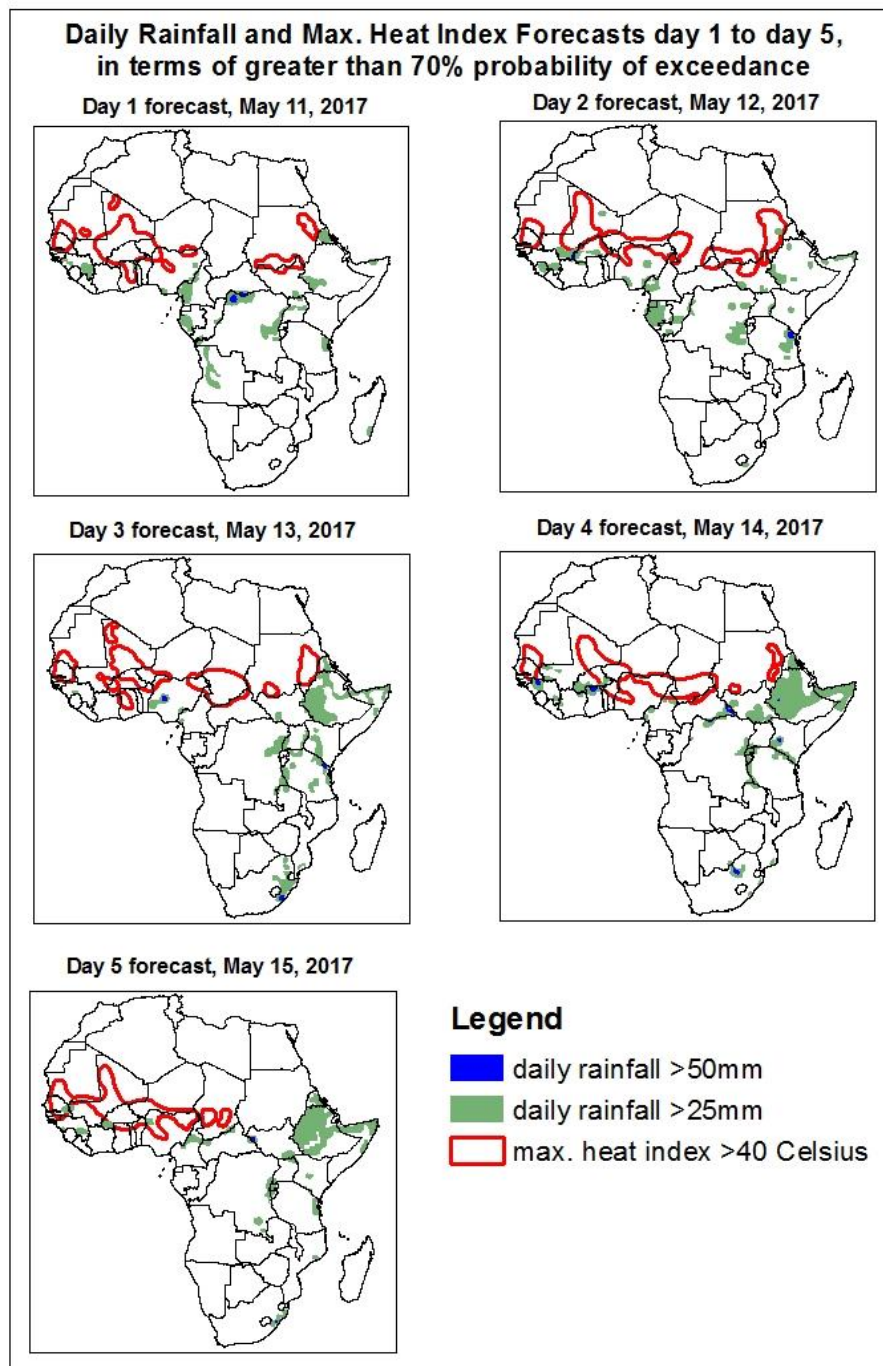 Daily Rainfall and Max. Heat Index Forecasts day 1 to day 5,
in terms of greater than 70% probability of exceedance
Day 1 forecast, May 11, 2017
Day 2 forecast, May 12, 2017
Day 3 forecast, May 13, 2017
Day 4 forecast, May 14, 2017
Day 5 forecast, May 15, 2017
Legend
daily rainfall >50mm
daily rainfall >25mm
max. heat index >40 Celsius